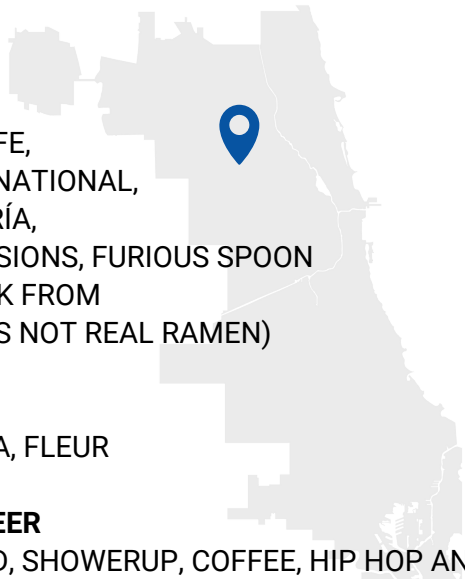 FE,
NATIONAL,
RÍA,
SIONS, FURIOUS SPOON
K FROM
S NOT REAL RAMEN)
A, FLEUR
EER
D, SHOWERUP, COFFEE, HIP HOP AN